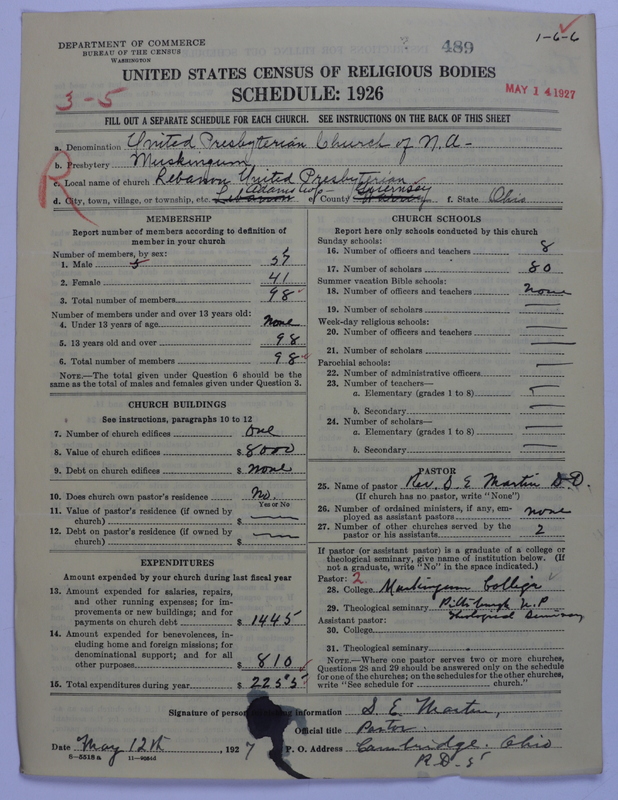 DEPARTMENT OF COMMERCE
BUREAU OF THE CENSUS
WASHINGTON
489
1-6-6
UNITED STATES CENSUS OF RELIGIOUS BODIES
SCHEDULE: 1926
3-5
MAY 14 1927
FILL OUT A SEPARATE SCHEDULE FOR EACH CHURCH. SEE INSTRUCTIONS ON THE BACK OF THIS SHEET
R
a. Denomination United Presbyterian Church of N.A-
b. Presbytery Muskingum
c. Local name of church Lebanon United Presbyterian
Adams twp- Guernsey
d. City, town, village, or township, etc. Lebanon of County f. State Ohio
MEMBERSHIP
Report number of members according to definition of member in your church
Number of members, by sex:
1. Male 57
2. Female 41
3. Total number of members 98
Number of members under and over 13 years old:
4. Under 13 years of age None
5. 13 years old and over 98
6. Total number of members 98
NOTE.—The total given under Question 6 should be the same as the total of males and females given under Question 3.
CHURCH BUILDINGS
See instructions, paragraphs 10 to 12
7. Number of church edifices One
8. Value of church edifices $ 8000
9. Debt on church edifices $ None
10. Does church own pastor's residence No.
Yes or No
11. Value of pastor's residence (if owned by church) $ —
12. Debt on pastor's residence (if owned by church) $ —
EXPENDITURES
Amount expended by your church during last fiscal year
13. Amount expended for salaries, repairs, and other running expenses; for improvements or new buildings; and for payments on church debt $ 1445
14. Amount expended for benevolences, including home and foreign missions; for denominational support; and for all other purposes $ 810
15. Total expenditures during year $ 2255
CHURCH SCHOOLS
Report here only schools conducted by this church
Sunday schools:
16. Number of officers and teachers 8
17. Number of scholars 80
Summer vacation Bible schools:
18. Number of officers and teachers none
19. Number of scholars —
Week-day religious schools:
20. Number of officers and teachers —
21. Number of scholars —
Parochial schools:
22. Number of administrative officers —
23. Number of teachers—
a. Elementary (grades 1 to 8) —
b. Secondary —
24. Number of scholars—
a. Elementary (grades 1 to 8) —
b. Secondary —
PASTOR
25. Name of pastor Rev. S. E. Martin D.D.
(If church has no pastor, write "None")
26. Number of ordained ministers, if any, employed as assistant pastors none
27. Number of other churches served by the pastor or his assistants 2
If pastor (or assistant pastor) is a graduate of a college or theological seminary, give name of institution below. (If not a graduate, write "No" in the space indicated.)
Pastor: 2
28. College Muskingum College
29. Theological seminary Pittsburgh U.P
Theological Seminary
Assistant pastor:
30. College
31. Theological seminary
NOTE.—Where one pastor serves two or more churches, Questions 28 and 29 should be answered only on the schedule for one of the churches; on the schedules for the other churches, write "See schedule for church."
Signature of person information S. E. Martin,
Official title Pastor
Date May 12th, 1927 P. O. Address Cambridge. Ohio
R.D-5
8—5518a 11—9954d